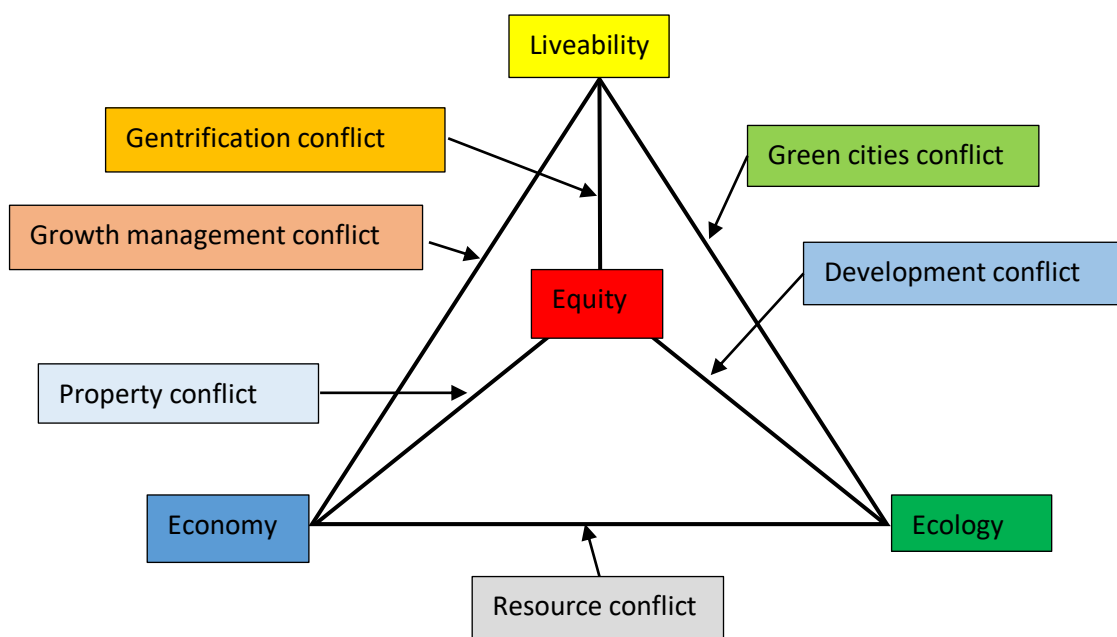 Liveability
Gentrification conflict
Green cities conflict
Growth management conflict
Development conflict
Equity
Property conflict
Economy
Ecology
Resource conflict